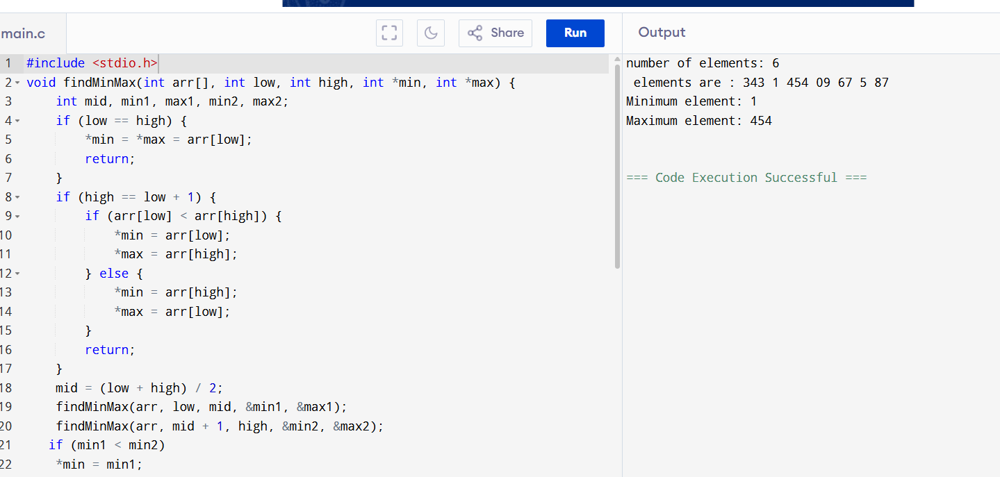 main.c
Share
Run
Output
1 #include <stdio.h>
2 void findMinMax(int arr[], int low, int high, int *min, int *max) {
3     int mid, min1, max1, min2, max2;
4     if (low == high) {
5         *min = *max = arr[low];
6         return;
7     }
8     if (high == low + 1) {
9         if (arr[low] < arr[high]) {
10             *min = arr[low];
11             *max = arr[high];
12         } else {
13             *min = arr[high];
14             *max = arr[low];
15         }
16         return;
17     }
18     mid = (low + high) / 2;
19     findMinMax(arr, low, mid, &min1, &max1);
20     findMinMax(arr, mid + 1, high, &min2, &max2);
21    if (min1 < min2)
22     *min = min1;
number of elements: 6
 elements are : 343 1 454 09 67 5 87
Minimum element: 1
Maximum element: 454
=== Code Execution Successful ===